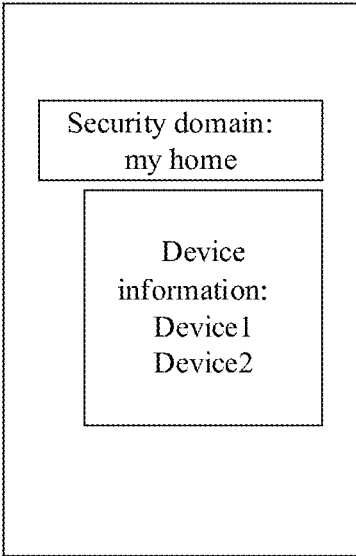 Security domain:
my home
Device
information:
Device1
Device2